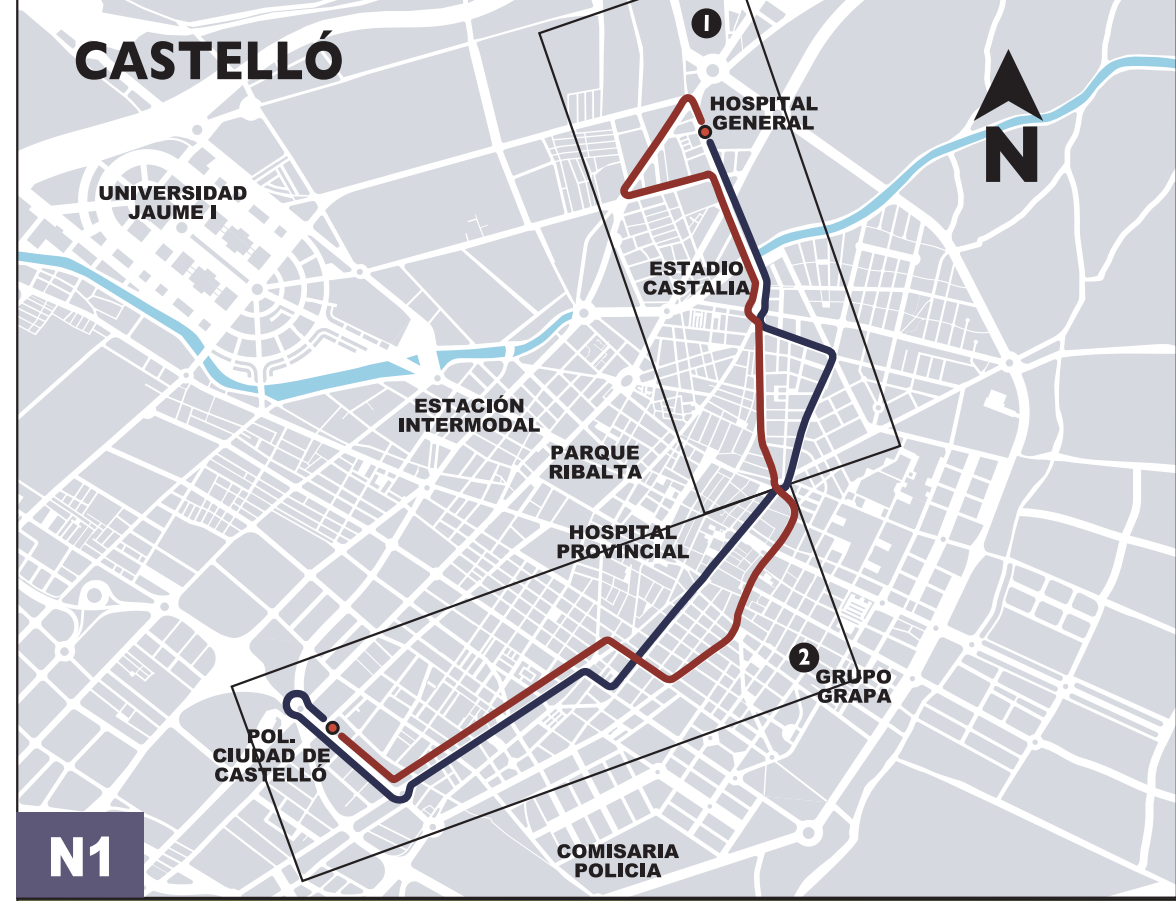 CASTELLÓ
1
HOSPITAL
GENERAL
N
UNIVERSIDAD
JAUME I
ESTADIO
CASTALIA
ESTACIÓN
INTERMODAL
PARQUE
RIBALTA
HOSPITAL
PROVINCIAL
2
GRUPO
GRAPA
POL.
CIUDAD DE
CASTELLÓ
N1
COMISARIA
POLICIA